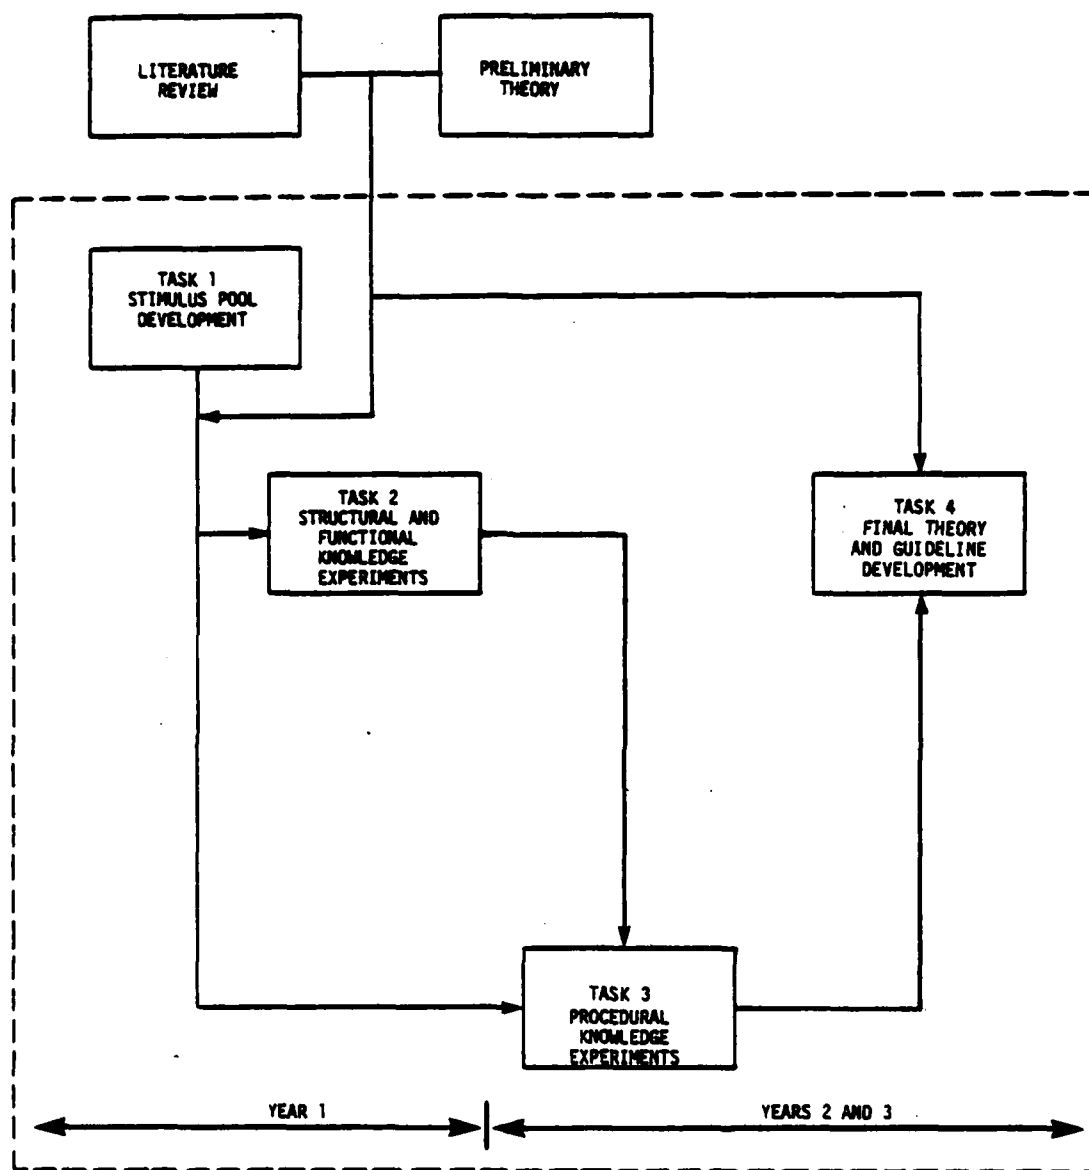 LITERATURE
REVIEW
PRELIMINARY
THEORY
TASK 1
STIMULUS POOL
DEVELOPMENT
TASK 2
STRUCTURAL AND
FUNCTIONAL
KNOWLEDGE
EXPERIMENTS
TASK 4
FINAL THEORY
AND GUIDELINE
DEVELOPMENT
TASK 3
PROCEDURAL
KNOWLEDGE
EXPERIMENTS
YEAR 1
YEARS 2 AND 3